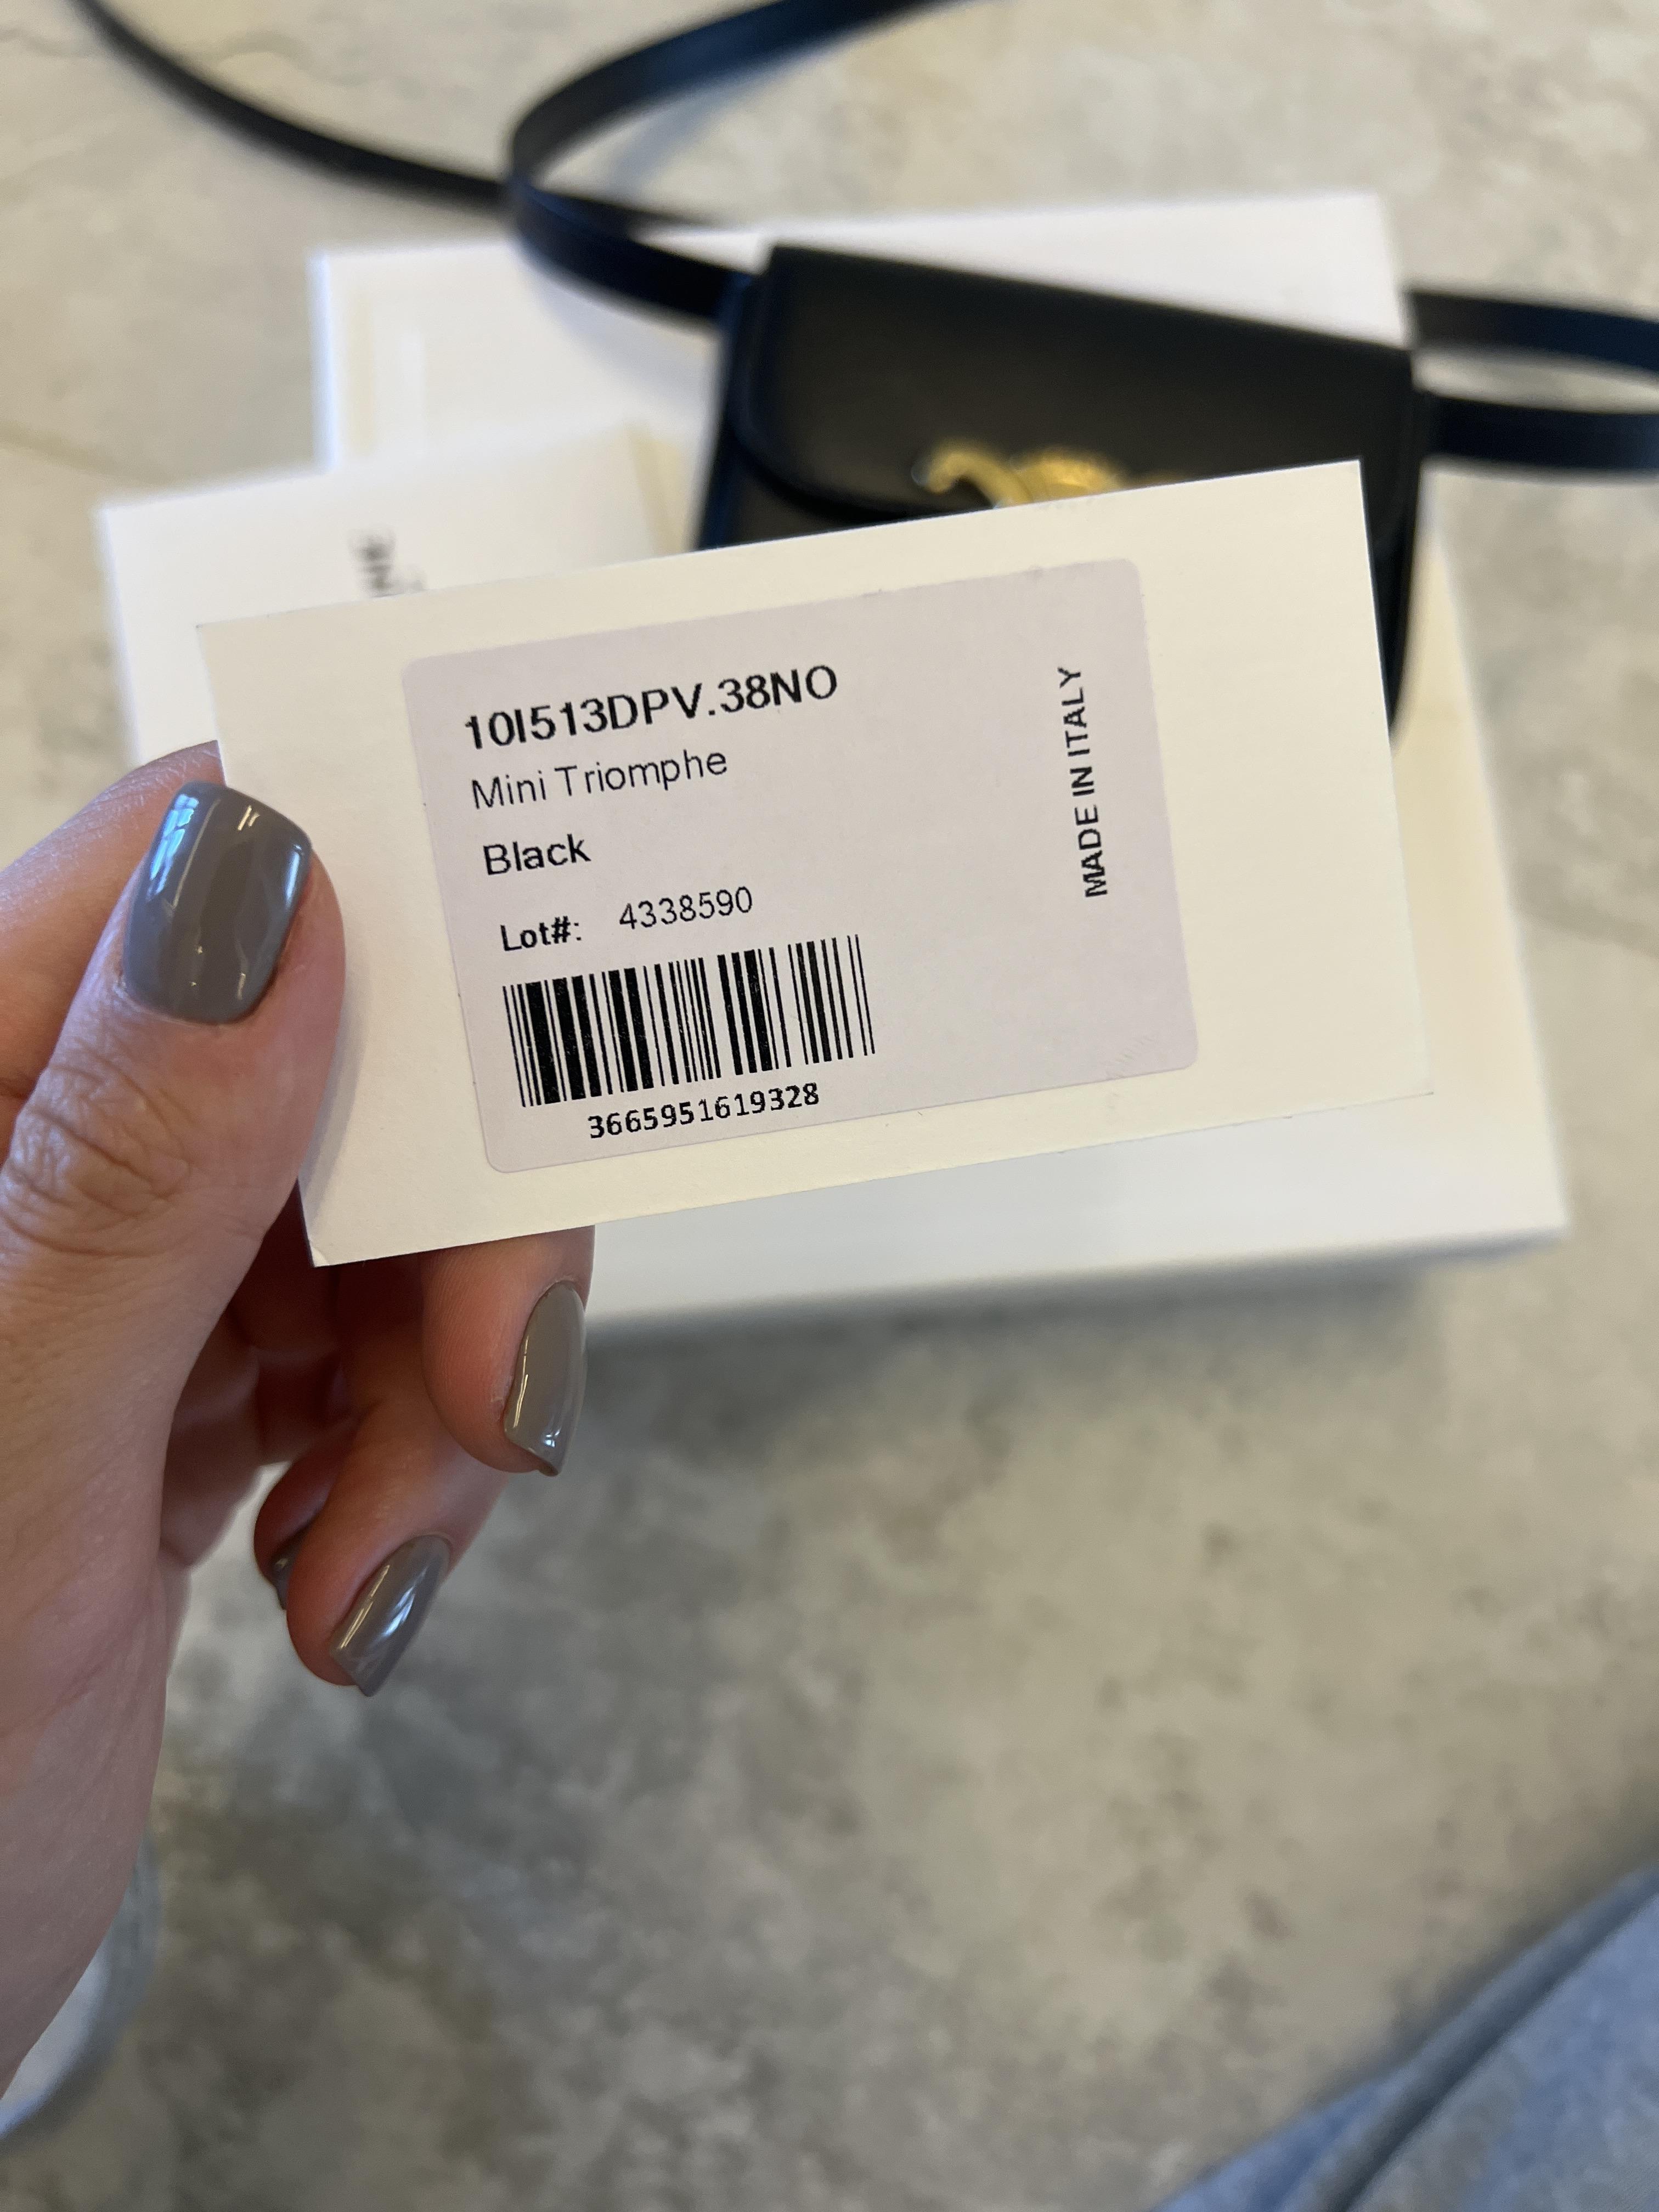 10I513DPV.38NO
Mini Triomphe
Black
Lot#: 4338590
3665951619328
MADE IN ITALY